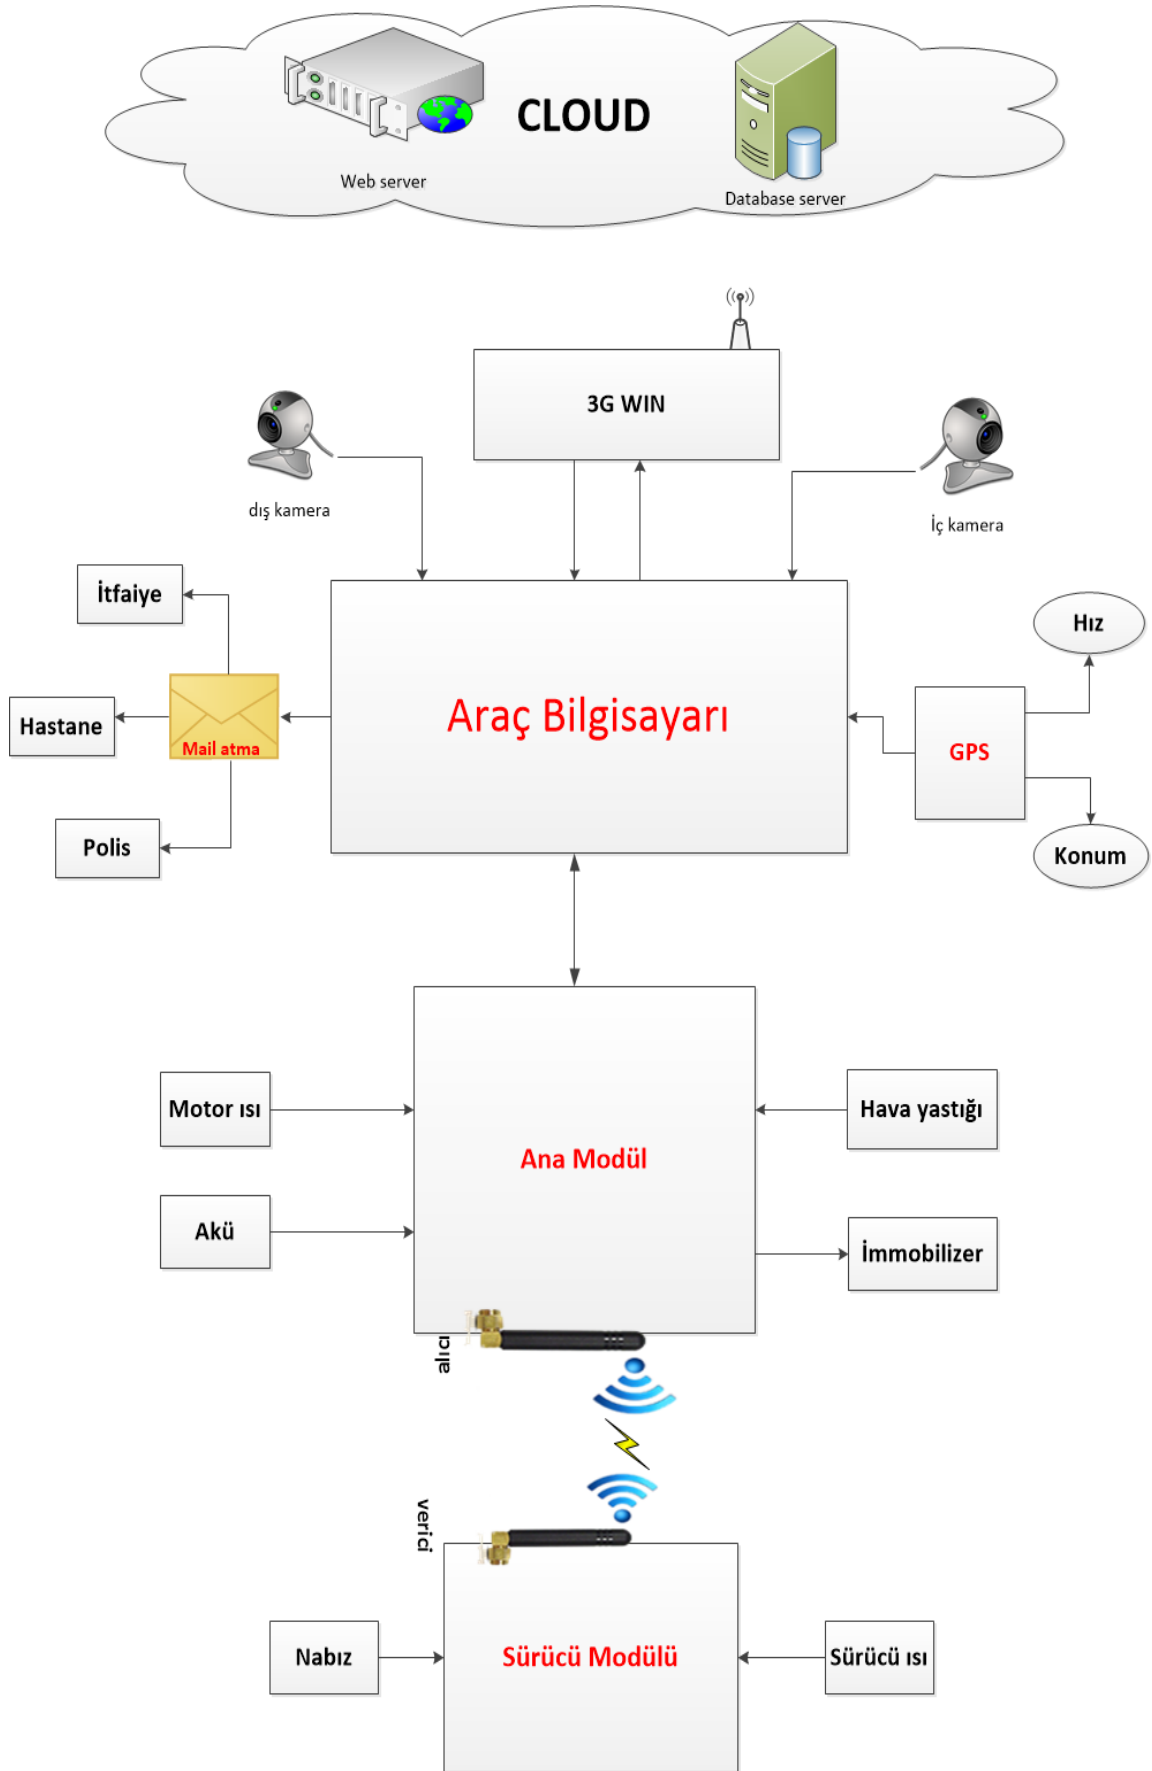 CLOUD
Web server
Database server
3G WIN
dış kamera
İç kamera
İtfaiye
Hız
Araç Bilgisayarı
Hastane
Mail atma
GPS
Polis
Konum
Motor ısı
Hava yastığı
Ana Modül
Akü
İmmobilizer
alıcı
verici
Nabız
Sürücü Modülü
Sürücü ısı